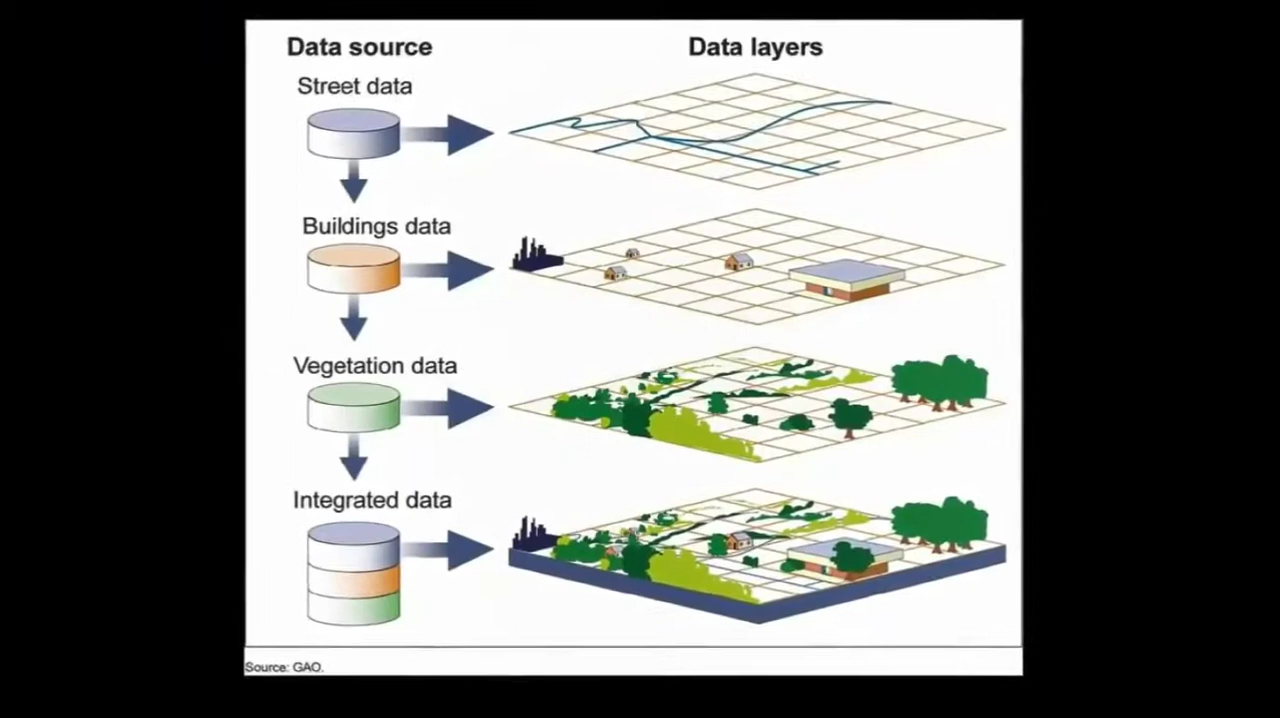 Data source
Data layers
Street data
Buildings data
Vegetation data
Integrated data
Source: GAO.